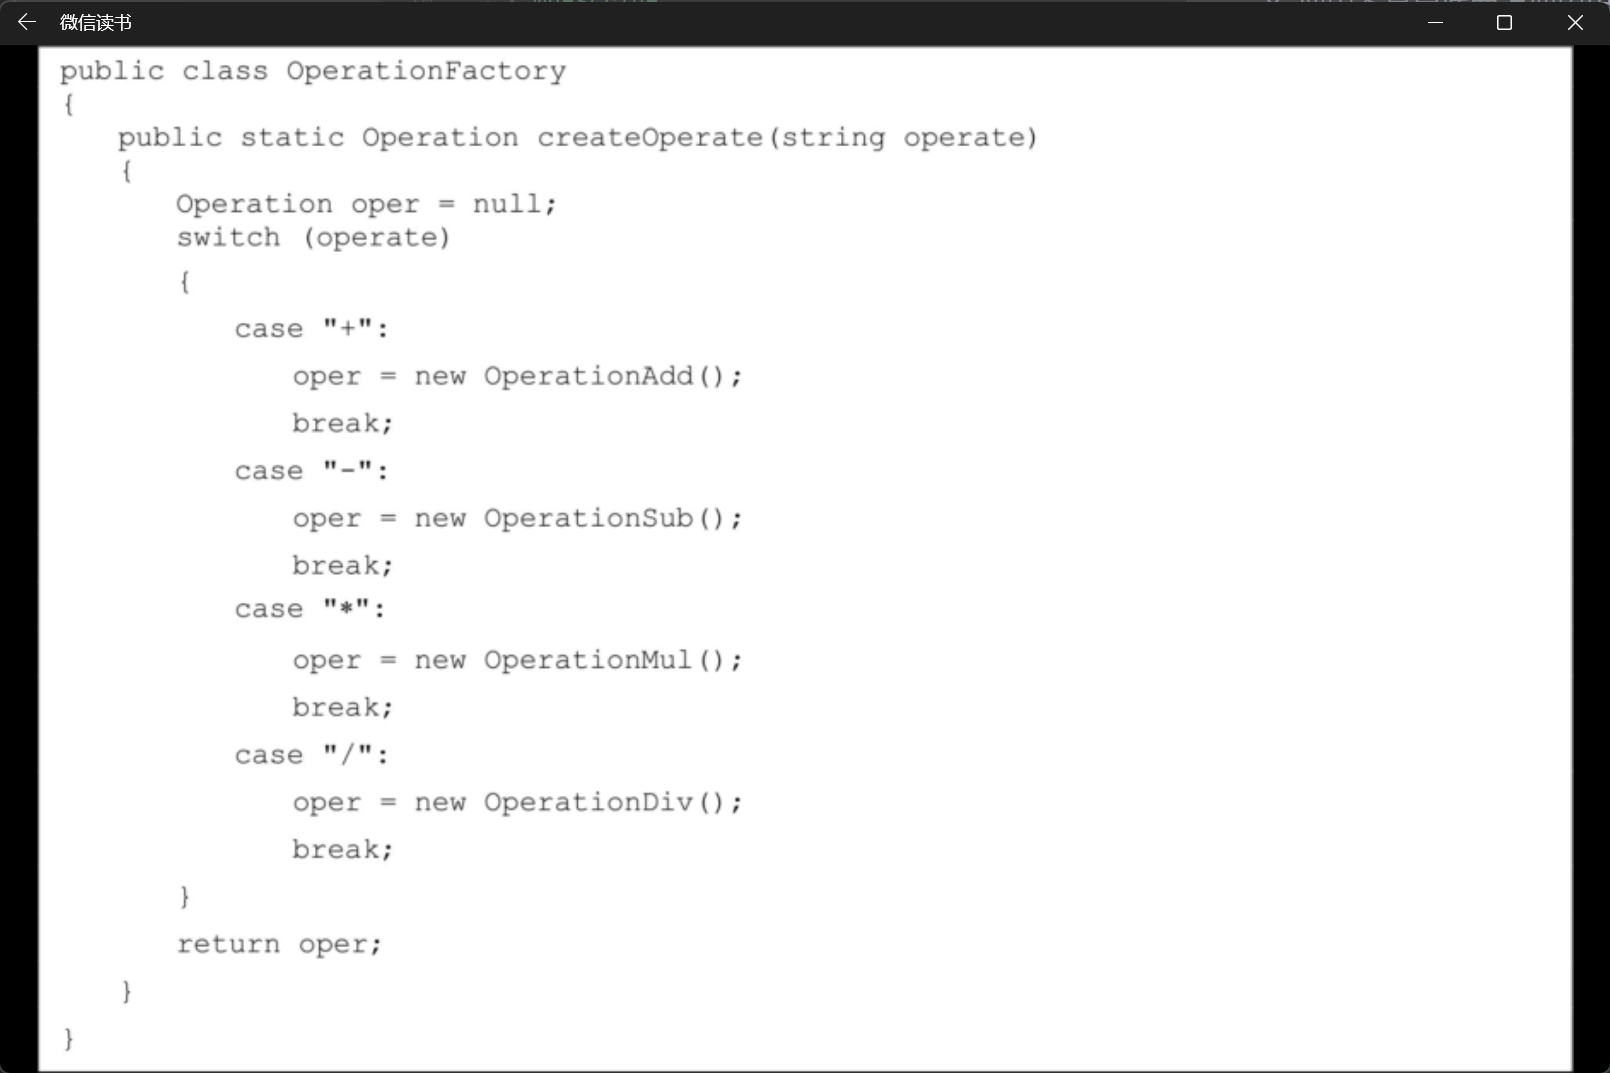 微信读书
public class OperationFactory
{
    public static Operation createOperate(string operate)
    {
        Operation oper = null;
        switch (operate)
        {
            case "+":
                oper = new OperationAdd();
                break;
            case "-":
                oper = new OperationSub();
                break;
            case "*":
                oper = new OperationMul();
                break;
            case "/":
                oper = new OperationDiv();
                break;
        }
        return oper;
    }
}